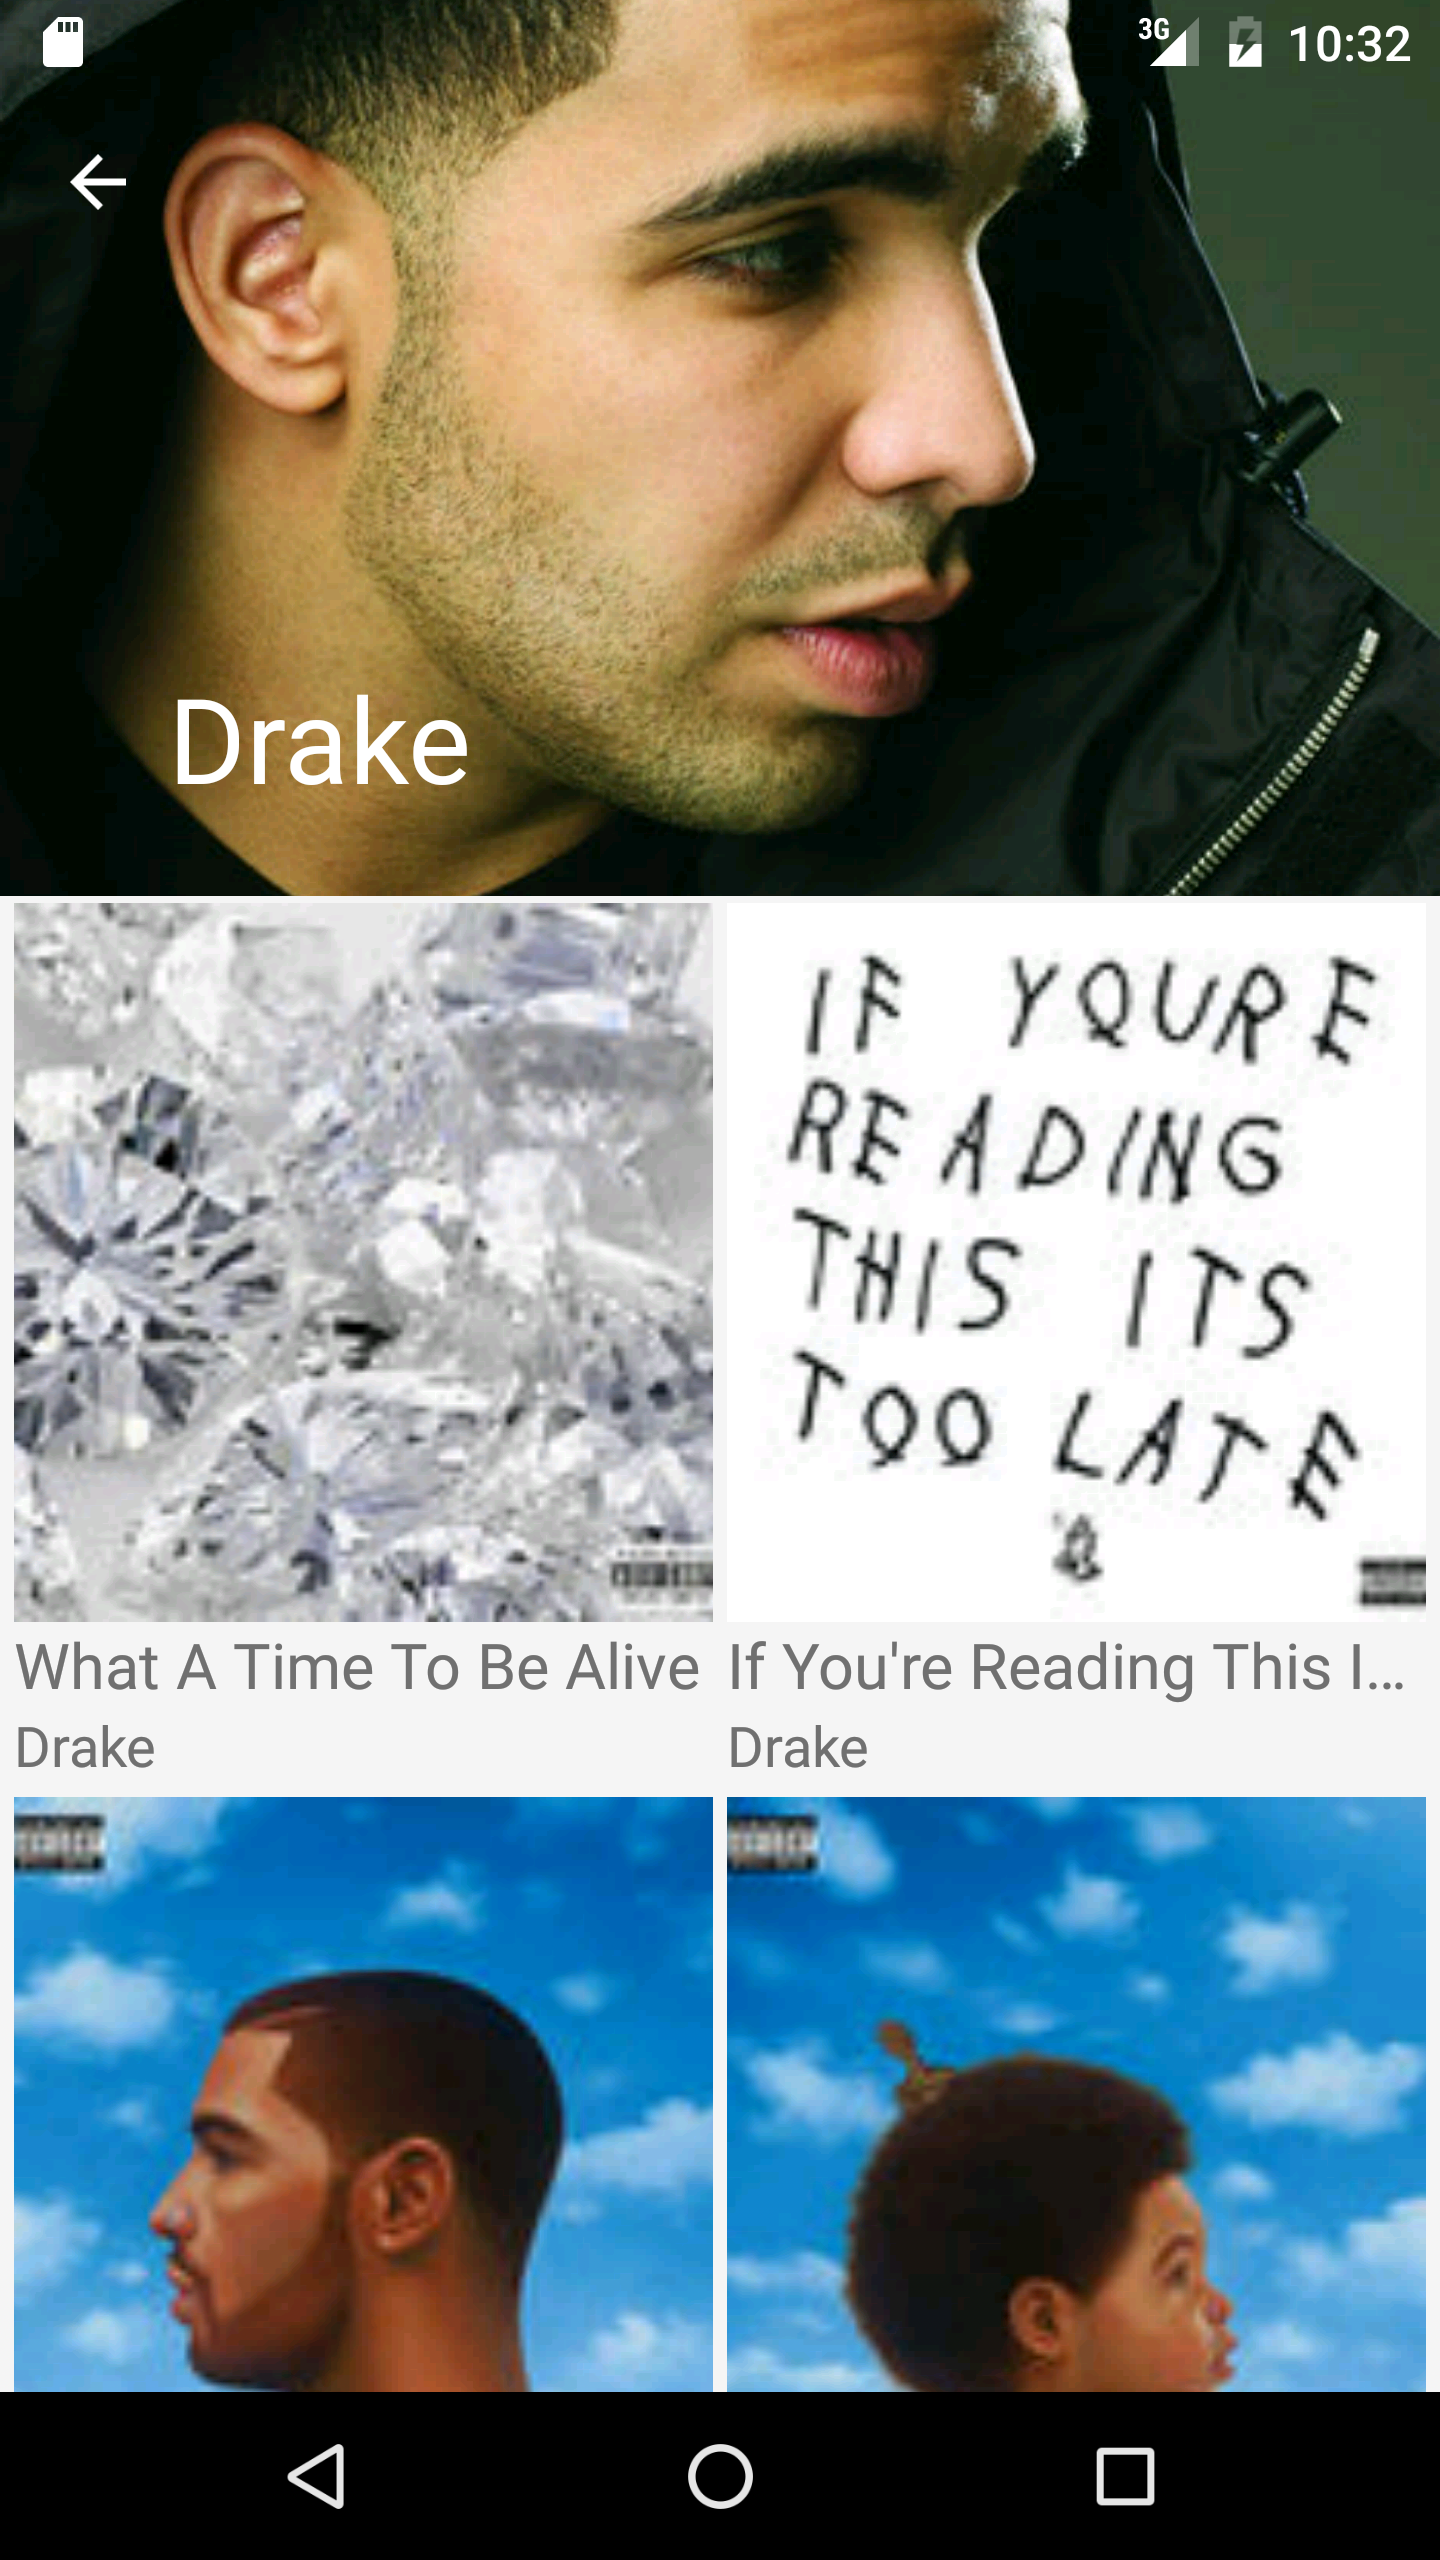 3G 10:32
Drake
IF YOURE
READING
THIS ITS
TOO LATE
What A Time To Be Alive
If You're Reading This I...
Drake
Drake